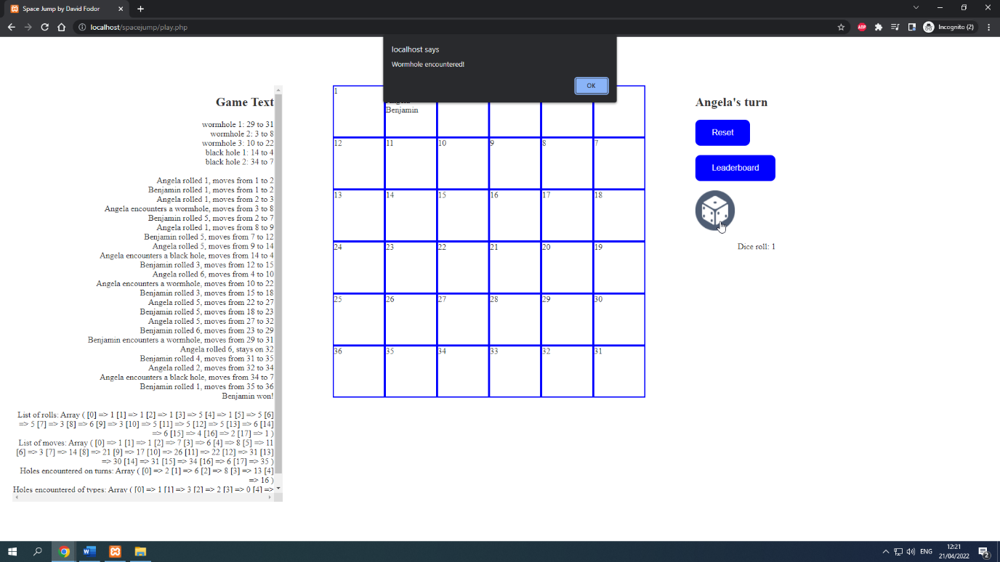 Space Jump by David Fodor
localhost/spacejump/play.php
ABP
Incognito (2)
localhost says
Wormhole encountered!
OK
Game Text
wormhole 1: 29 to 31
wormhole 2: 3 to 8
wormhole 3: 10 to 22
black hole 1: 14 to 4
black hole 2: 34 to 7
Angela rolled 1, moves from 1 to 2
Benjamin rolled 1, moves from 1 to 2
Angela rolled 1, moves from 2 to 3
Angela encounters a wormhole, moves from 3 to 8
Benjamin rolled 5, moves from 2 to 7
Angela rolled 1, moves from 8 to 9
Benjamin rolled 5, moves from 7 to 12
Angela rolled 5, moves from 9 to 14
Angela encounters a black hole, moves from 14 to 4
Benjamin rolled 3, moves from 12 to 15
Angela rolled 6, moves from 4 to 10
Angela encounters a wormhole, moves from 10 to 22
Benjamin rolled 3, moves from 15 to 18
Angela rolled 5, moves from 22 to 27
Benjamin rolled 5, moves from 18 to 23
Angela rolled 5, moves from 27 to 32
Benjamin rolled 6, moves from 23 to 29
Benjamin encounters a wormhole, moves from 29 to 31
Angela rolled 6, stays on 32
Benjamin rolled 4, moves from 31 to 35
Angela rolled 2, moves from 32 to 34
Angela encounters a black hole, moves from 34 to 7
Benjamin rolled 1, moves from 35 to 36
Benjamin won!
List of rolls: Array ( [0] => 1 [1] => 1 [2] => 1 [3] => 5 [4] => 1 [5] => 5 [6]
=> 5 [7] => 3 [8] => 6 [9] => 3 [10] => 5 [11] => 5 [12] => 5 [13] => 6 [14]
=> 6 [15] => 4 [16] => 2 [17] => 1 )
List of moves: Array ( [0] => 1 [1] => 1 [2] => 7 [3] => 6 [4] => 8 [5] => 11
[6] => 3 [7] => 14 [8] => 21 [9] => 17 [10] => 26 [11] => 22 [12] => 31 [13]
=> 30 [14] => 31 [15] => 34 [16] => 6 [17] => 35 )
Holes encountered on turns: Array ( [0] => 2 [1] => 6 [2] => 8 [3] => 13 [4]
=> 16 )
Holes encountered of types: Array ( [0] => 1 [1] => 3 [2] => 2 [3] => 0 [4] =>
1
Benjamin
12 11 10 9 8 7
13 14 15 16 17 18
24 23 22 21 20 19
25 26 27 28 29 30
36 35 34 33 32 31
Angela's turn
Reset
Leaderboard
Dice roll: 1
ENG
12:21
21/04/2022
2